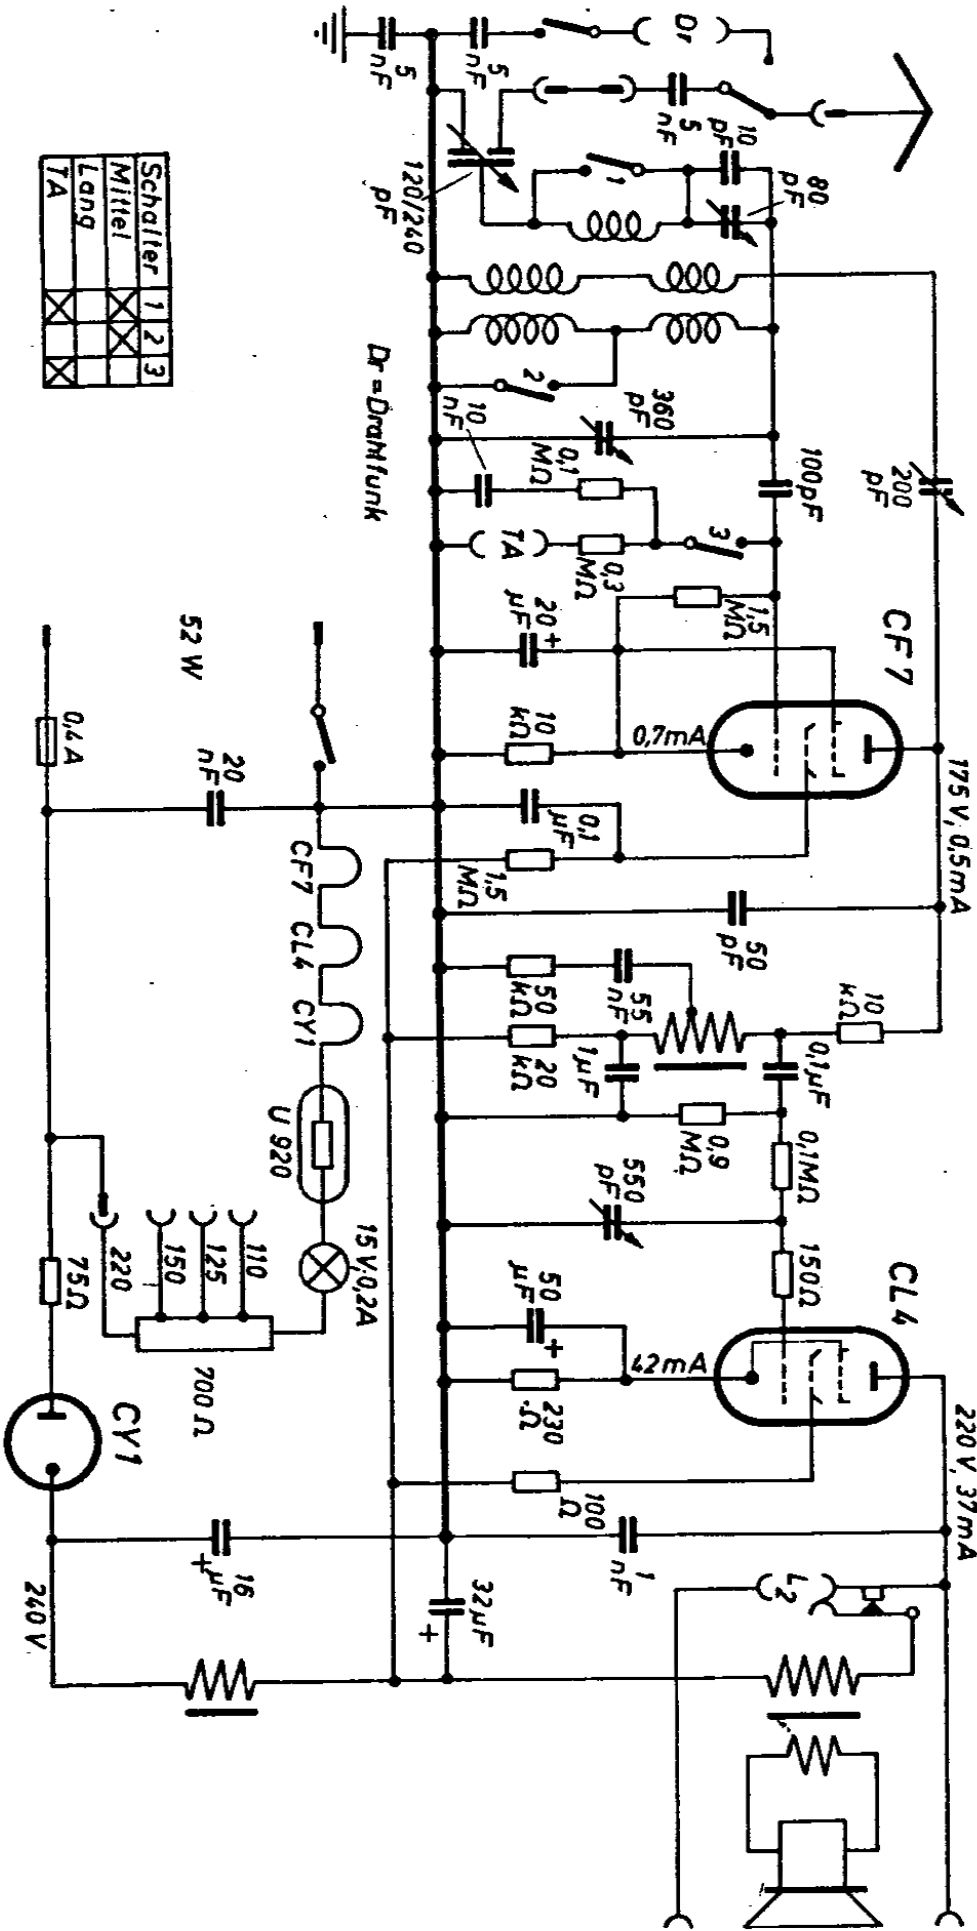 Dr
5
nF
5
nF
5
nF
10
pF
80
pF
1
120/240
pF
2
360
pF
10
nF
0,1
MΩ
100pF
200
pF
3
TA
0,3
MΩ
1,5
MΩ
CF7
20 +
µF
10
kΩ
0,7mA
175V, 0,5mA
0,1
µF
1,5
MΩ
50
pF
10
kΩ
55
nF
50
kΩ
20
kΩ
1µF
0,1µF
0,9
MΩ
0,1MΩ
550
pF
150Ω
CL4
50
µF +
42mA
230
Ω
100
Ω
220V, 37mA
1
nF
L2
32µF
+
Dr = Drahtfunk
Schalter 1 2 3
Mittel
Lang
TA
52 W
0,4A
20
nF
CF7
CL4
CY1
U 920
15V,0,2A
110
125
150
220
700Ω
75Ω
CY1
16
µF
+
240V